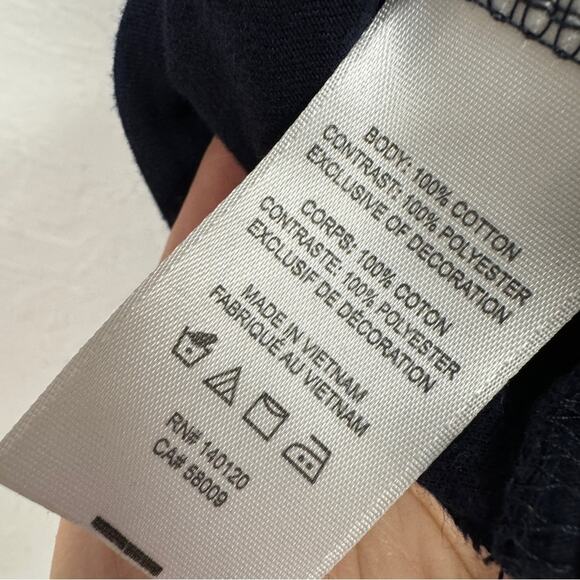 BODY: 100% COTTON
CONTRAST: 100% POLYESTER
EXCLUSIVE OF DECORATION
CORPS: 100% COTON
CONTRASTE: 100% POLYESTER
EXCLUSIF DE DÉCORATION
MADE IN VIETNAM
FABRIQUÉ AU VIETNAM
RN# 140120
CA# 58009